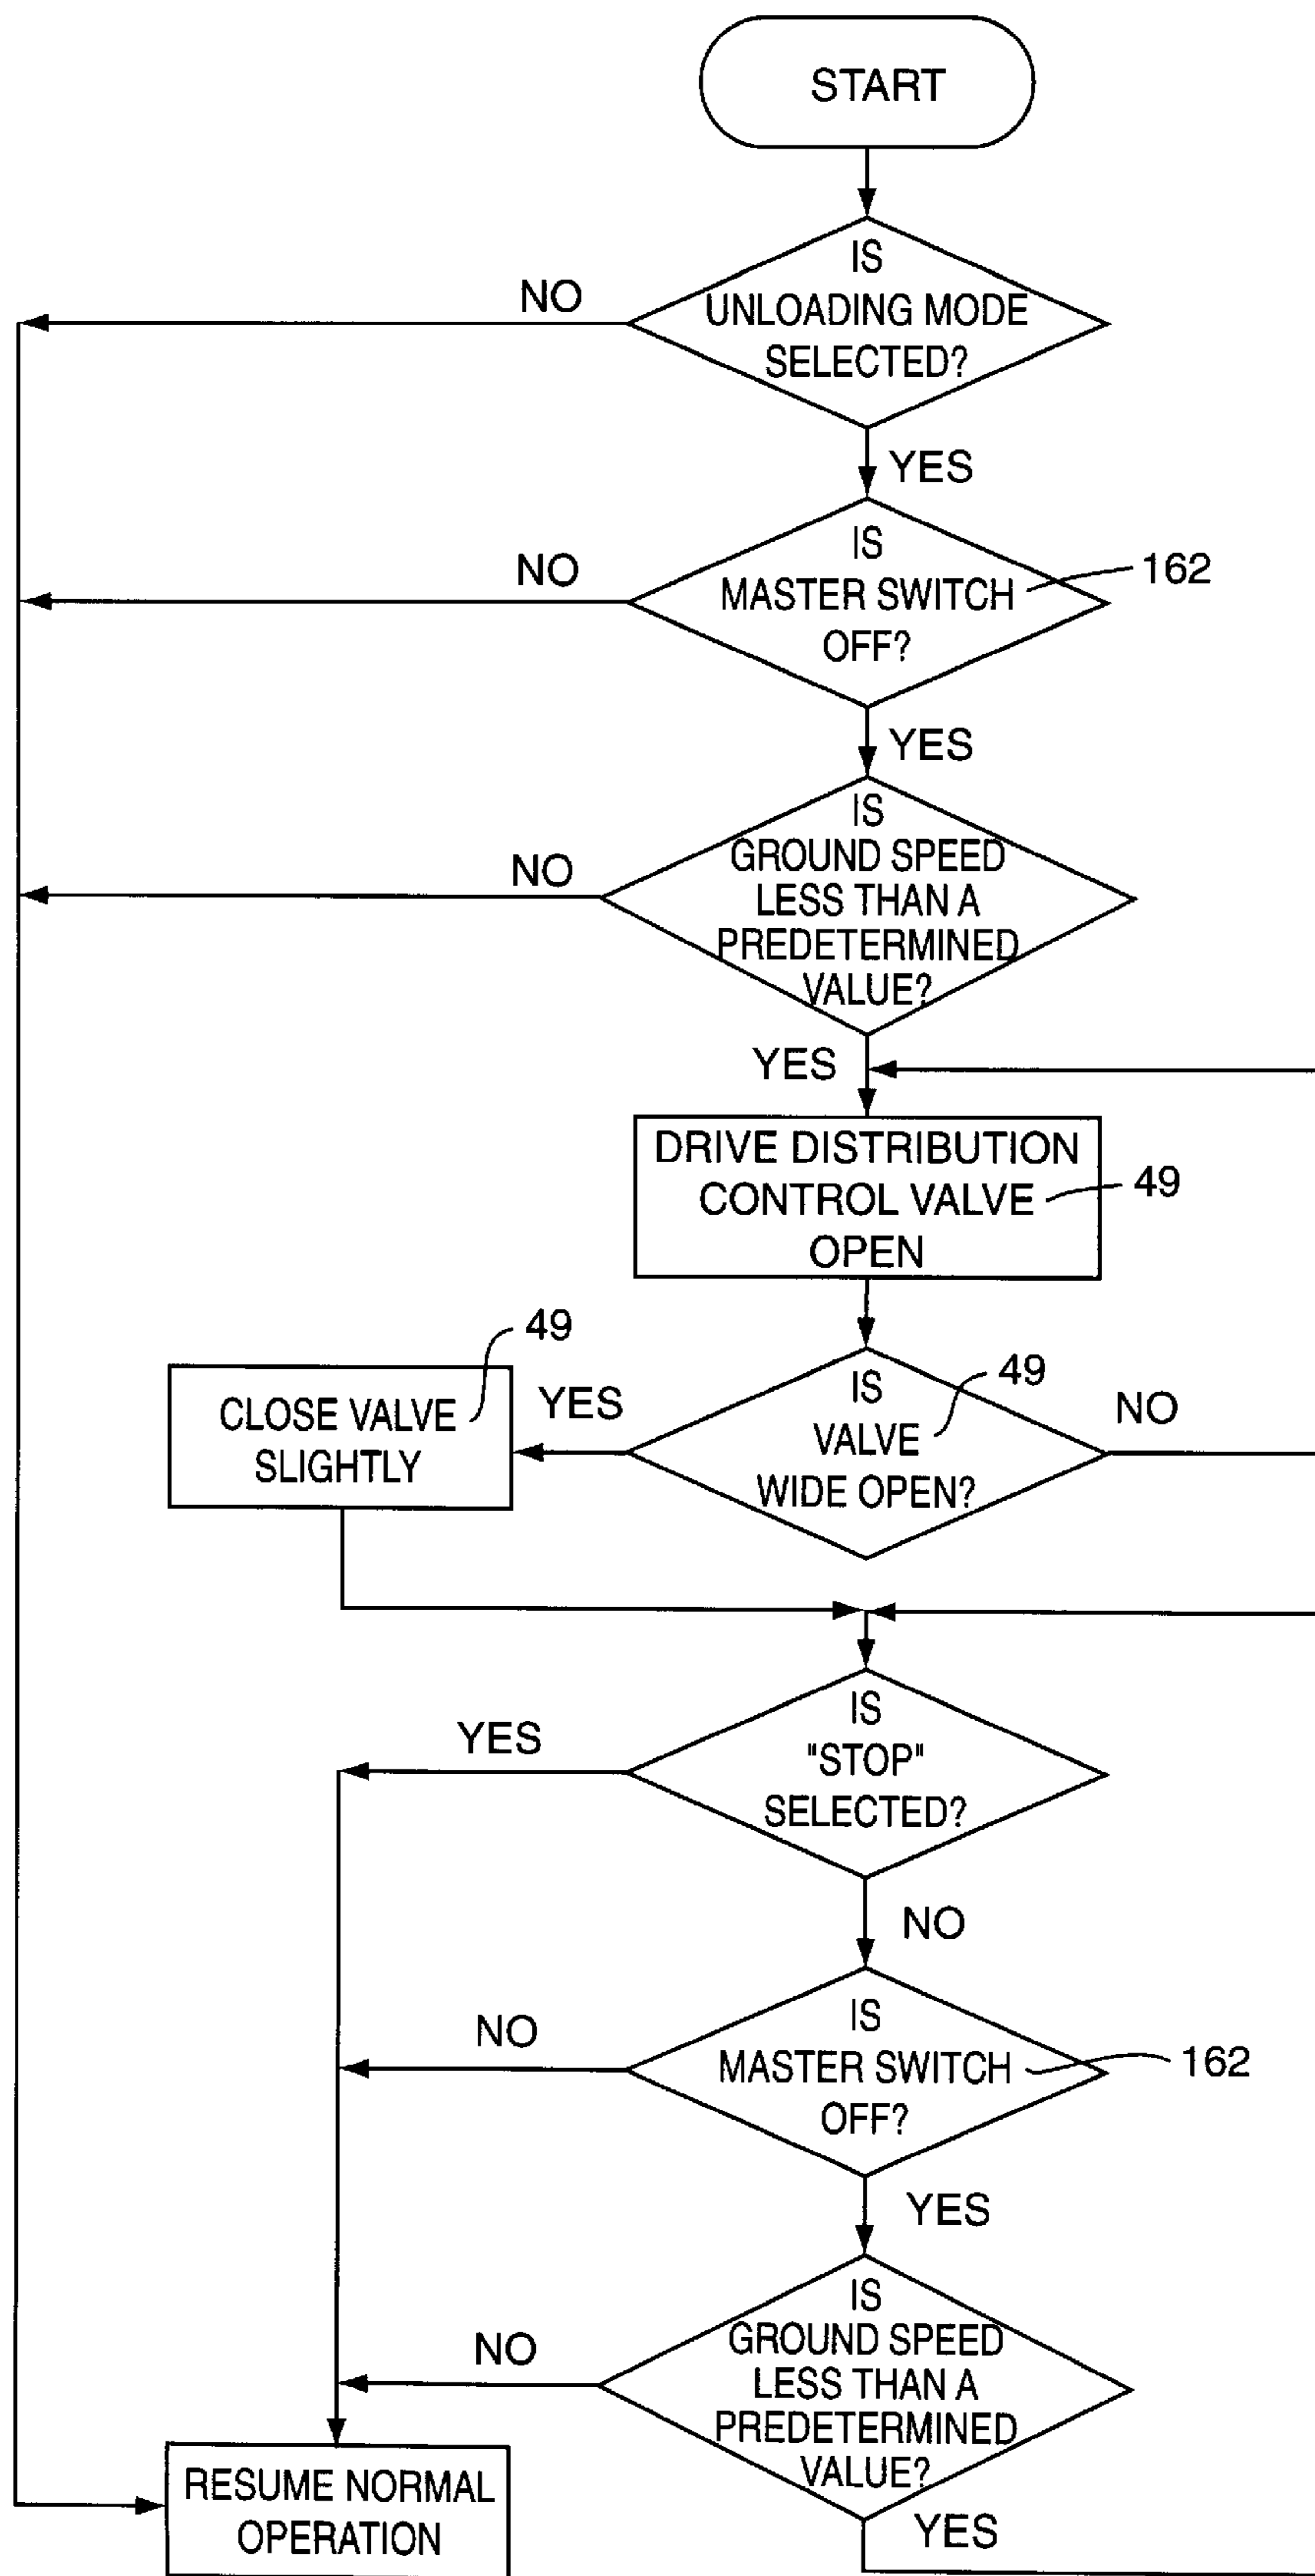 START
IS
UNLOADING MODE
SELECTED?
NO
YES
IS
MASTER SWITCH
OFF?
162
NO
YES
IS
GROUND SPEED
LESS THAN A
PREDETERMINED
VALUE?
NO
YES
DRIVE DISTRIBUTION
CONTROL VALVE
OPEN
49
IS
VALVE
WIDE OPEN?
49
YES
NO
CLOSE VALVE
SLIGHTLY
49
IS
"STOP"
SELECTED?
YES
NO
IS
MASTER SWITCH
OFF?
162
NO
YES
IS
GROUND SPEED
LESS THAN A
PREDETERMINED
VALUE?
NO
YES
RESUME NORMAL
OPERATION